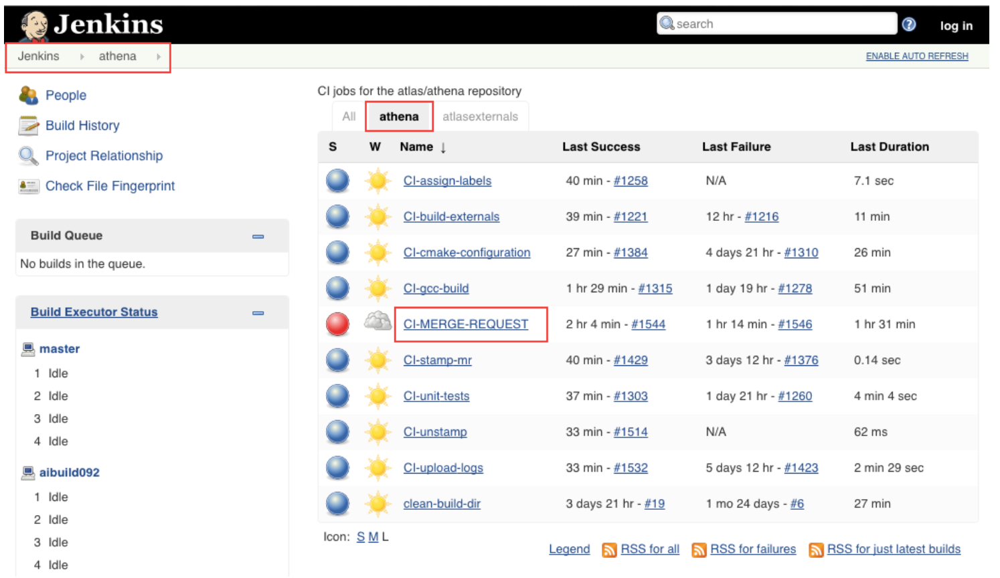 Jenkins
search
log in
Jenkins athena
ENABLE AUTO REFRESH
People
Build History
Project Relationship
Check File Fingerprint
Build Queue
No builds in the queue.
Build Executor Status
master
1 Idle
2 Idle
3 Idle
4 Idle
aibuild092
1 Idle
2 Idle
3 Idle
4 Idle
CI jobs for the atlas/athena repository
All athena atlasexternals
S W Name ↓ Last Success Last Failure Last Duration
CI-assign-labels 40 min - #1258 N/A 7.1 sec
CI-build-externals 39 min - #1221 12 hr - #1216 11 min
CI-cmake-configuration 27 min - #1384 4 days 21 hr - #1310 26 min
CI-gcc-build 1 hr 29 min - #1315 1 day 19 hr - #1278 51 min
CI-MERGE-REQUEST 2 hr 4 min - #1544 1 hr 14 min - #1546 1 hr 31 min
CI-stamp-mr 40 min - #1429 3 days 12 hr - #1376 0.14 sec
CI-unit-tests 37 min - #1303 1 day 21 hr - #1260 4 min 4 sec
CI-unstamp 33 min - #1514 N/A 62 ms
CI-upload-logs 33 min - #1532 5 days 12 hr - #1423 2 min 29 sec
clean-build-dir 3 days 21 hr - #19 1 mo 24 days - #6 27 min
Icon: S M L
Legend RSS for all RSS for failures RSS for just latest builds